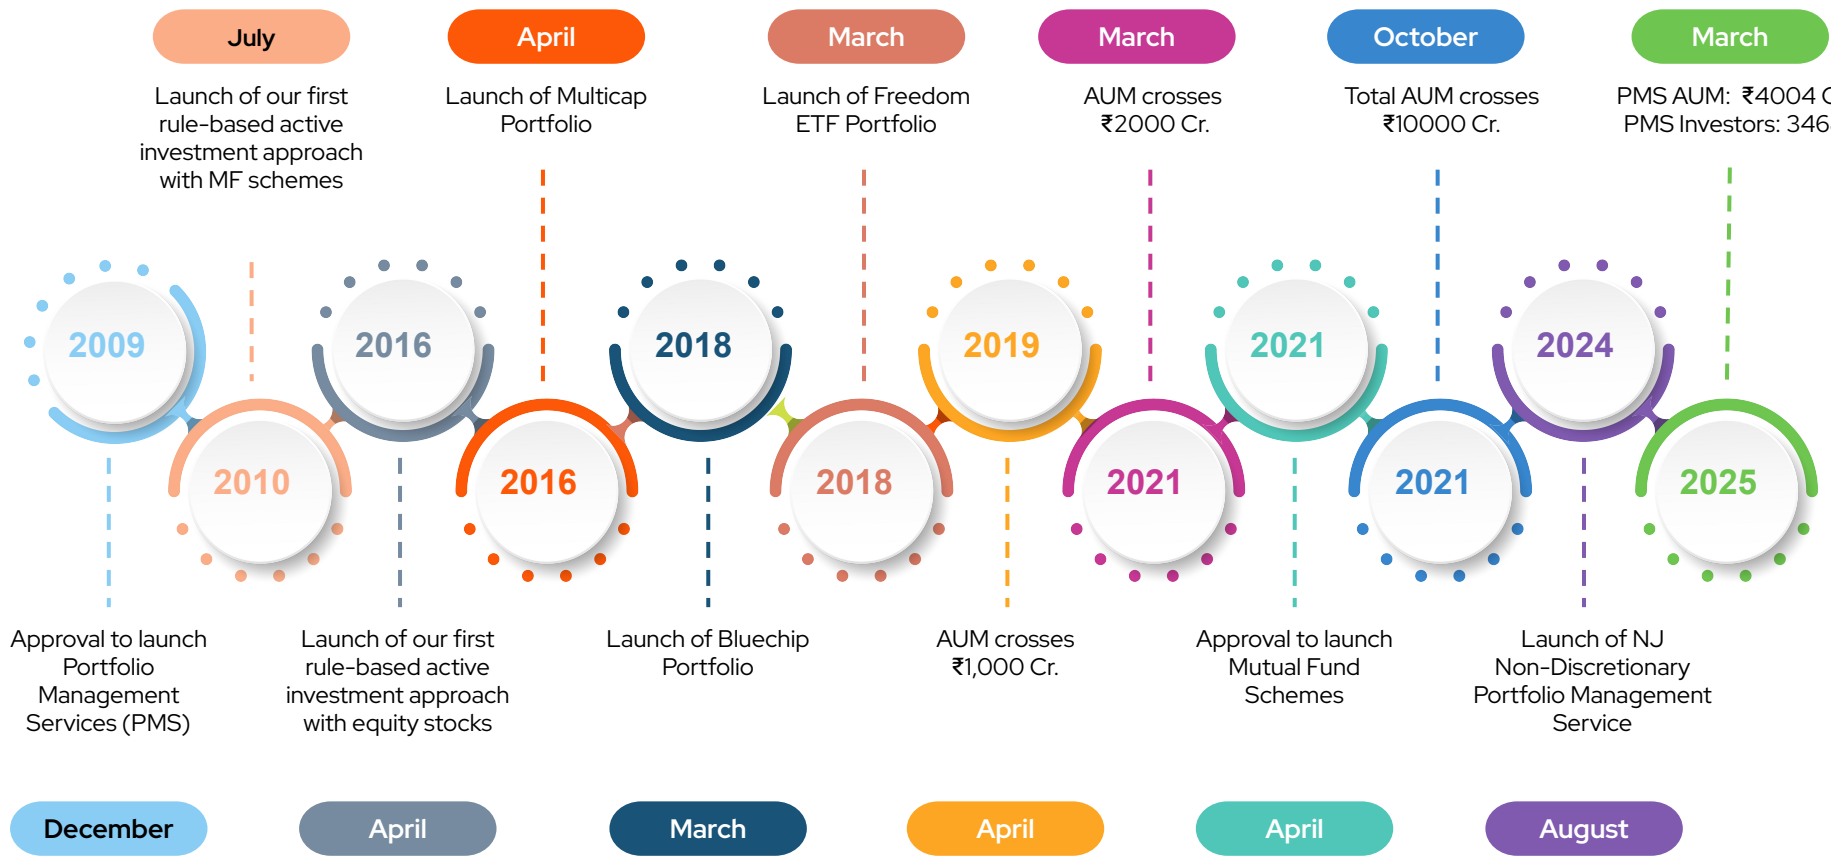 July
April
March
March
October
March
Launch of our first
rule-based active
investment approach
with MF schemes
Launch of Multicap
Portfolio
Launch of Freedom
ETF Portfolio
AUM crosses
₹2000 Cr.
Total AUM crosses
₹10000 Cr.
PMS AUM: ₹4004
PMS Investors:
2009
2016
2018
2019
2021
2024
2010
2016
2018
2021
2021
2025
Approval to launch
Portfolio
Management
Services (PMS)
Launch of our first
rule-based active
investment approach
with equity stocks
Launch of Bluechip
Portfolio
AUM crosses
₹1,000 Cr.
Approval to launch
Mutual Fund
Schemes
Launch of NJ
Non-Discretionary
Portfolio Management
Service
December
April
March
April
April
August